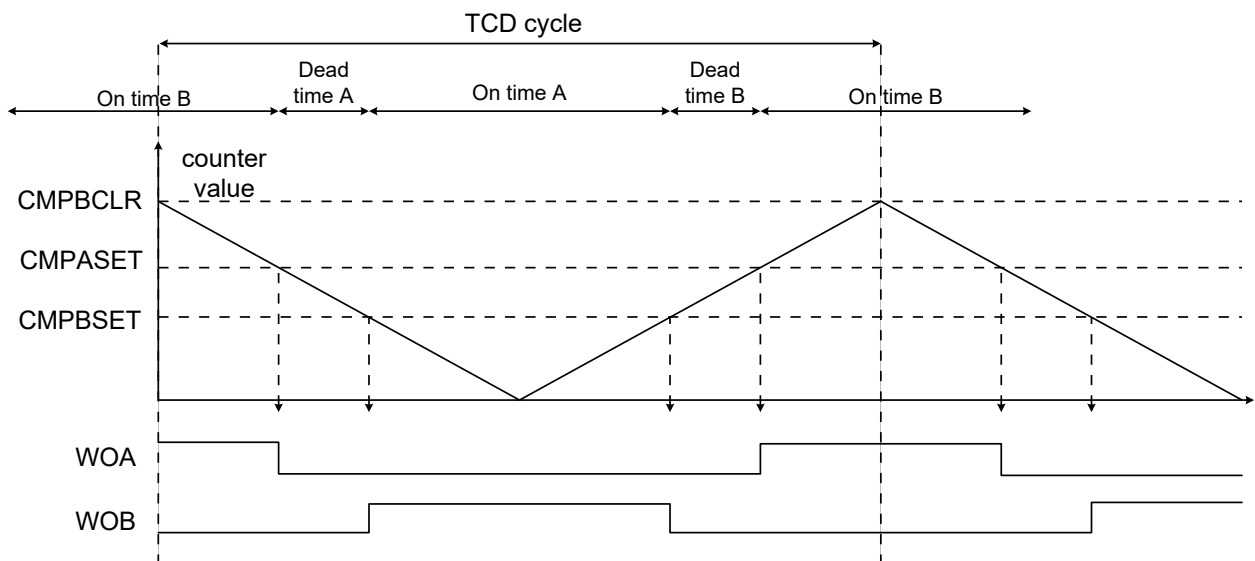 TCD cycle
On time B
Dead
time A
On time A
Dead
time B
On time B
counter
value
CMPBCLR
CMPASET
CMPBSET
WOA
WOB